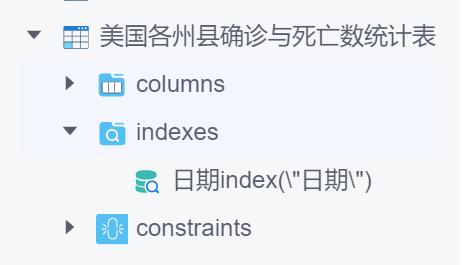 美国各州县确诊与死亡数统计表
columns
indexes
日期index(\"日期\")
constraints